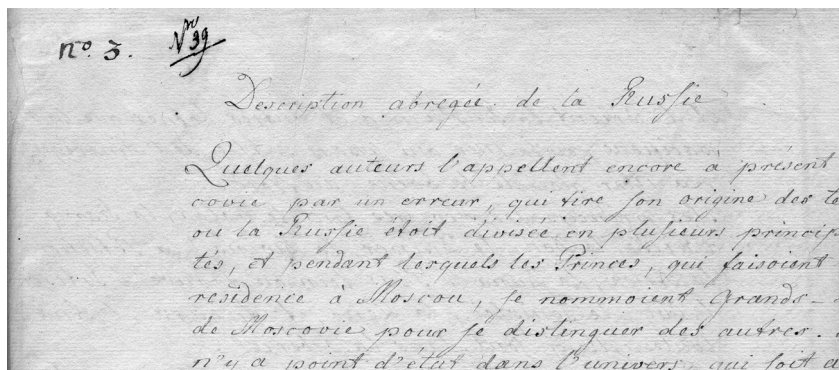 nº. 3. Nº 39
Description abregée de la Russie
Quelques auteurs l'appellent encore à présent
covie par un erreur, qui tire son origine des te
ou la Russie étoit divisée en plusieurs princip
tés, et pendant lesquels les Princes, qui faisoient
residence à Moscou, se nommoient grands-
de Moscovie pour se distinguer des autres.
n'y a point d'état dans l'univers, qui soit a